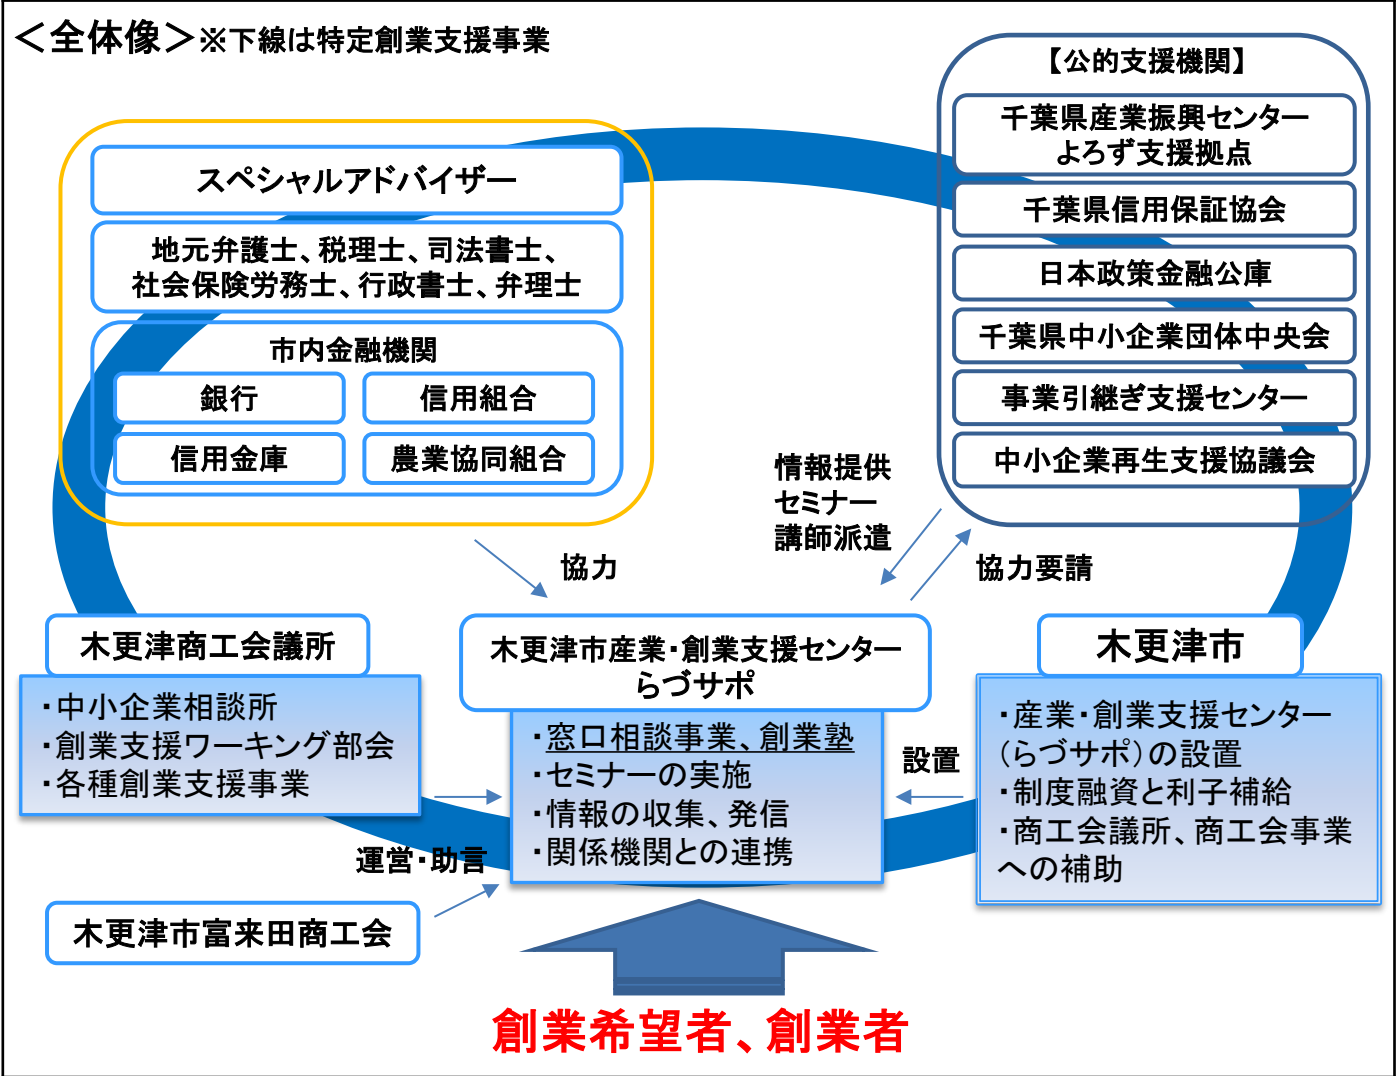 ＜全体像＞※下線は特定創業支援事業
【公的支援機関】
千葉県産業振興センター
よろず支援拠点
千葉県信用保証協会
日本政策金融公庫
千葉県中小企業団体中央会
事業引継ぎ支援センター
中小企業再生支援協議会
スペシャルアドバイザー
地元弁護士、税理士、司法書士、
社会保険労務士、行政書士、弁理士
市内金融機関
銀行
信用組合
信用金庫
農業協同組合
情報提供
セミナー
講師派遣
協力
協力要請
木更津商工会議所
・中小企業相談所
・創業支援ワーキング部会
・各種創業支援事業
木更津市産業・創業支援センター
らづサポ
・窓口相談事業、創業塾
・セミナーの実施
・情報の収集、発信
・関係機関との連携
設置
木更津市
・産業・創業支援センター
（らづサポ）の設置
・制度融資と利子補給
・商工会議所、商工会事業
への補助
運営・助言
木更津市富来田商工会
創業希望者、創業者